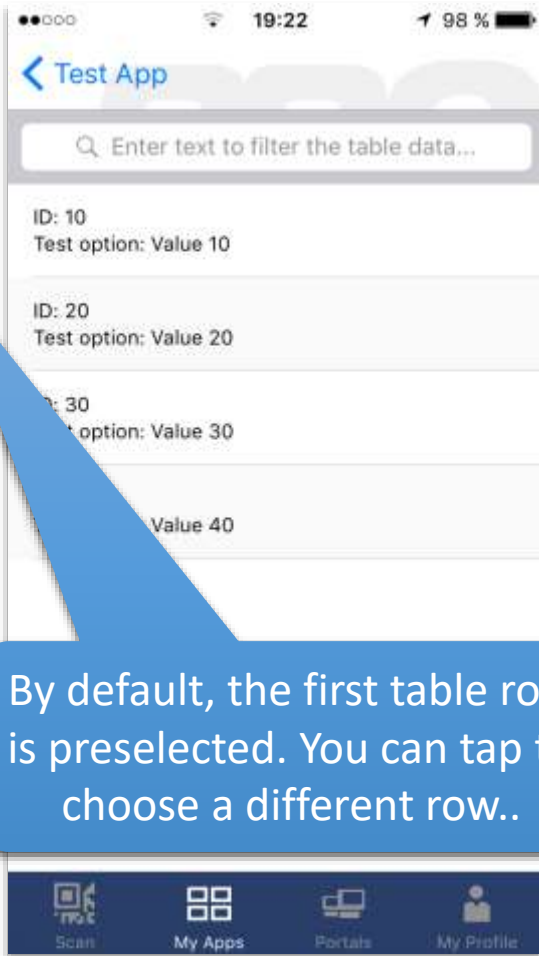 19:22
98 %
Test App
Enter text to filter the table data...
ID: 10
Test option: Value 10
ID: 20
Test option: Value 20
: 30
option: Value 30
Value 40
By default, the first table ro
is preselected. You can tap t
choose a different row..
Scan
My Apps
Portals
My Profile